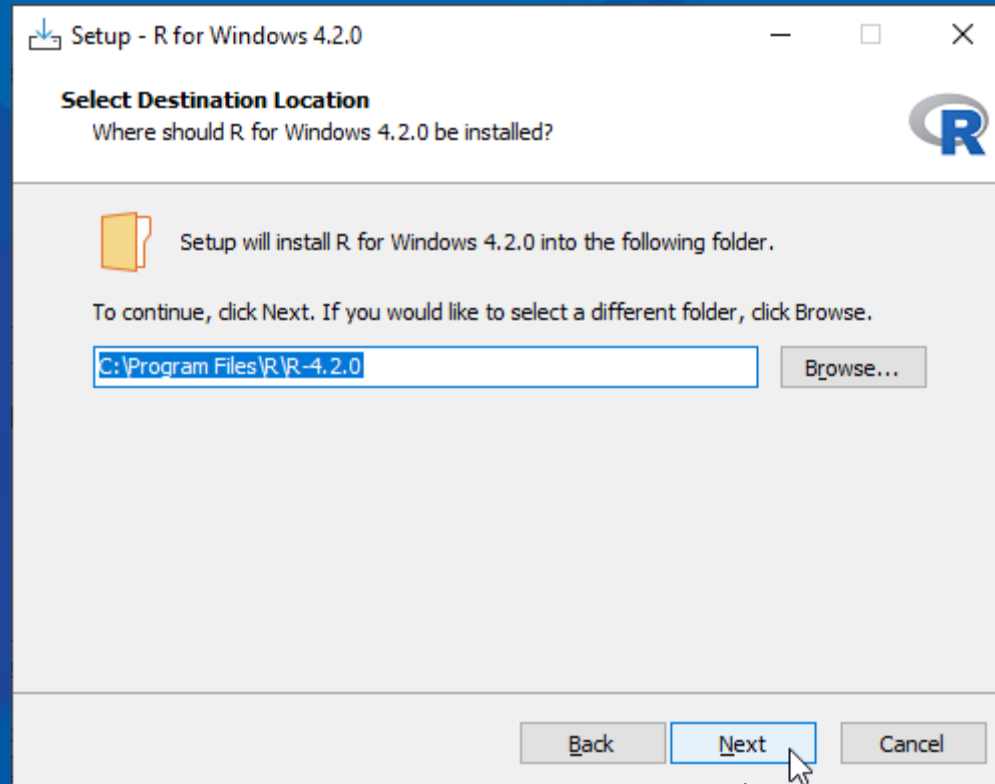 Setup - R for Windows 4.2.0
Select Destination Location
Where should R for Windows 4.2.0 be installed?
R
Setup will install R for Windows 4.2.0 into the following folder.
To continue, click Next. If you would like to select a different folder, click Browse.
C:\Program Files\R\R-4.2.0
Browse...
Back
Next
Cancel